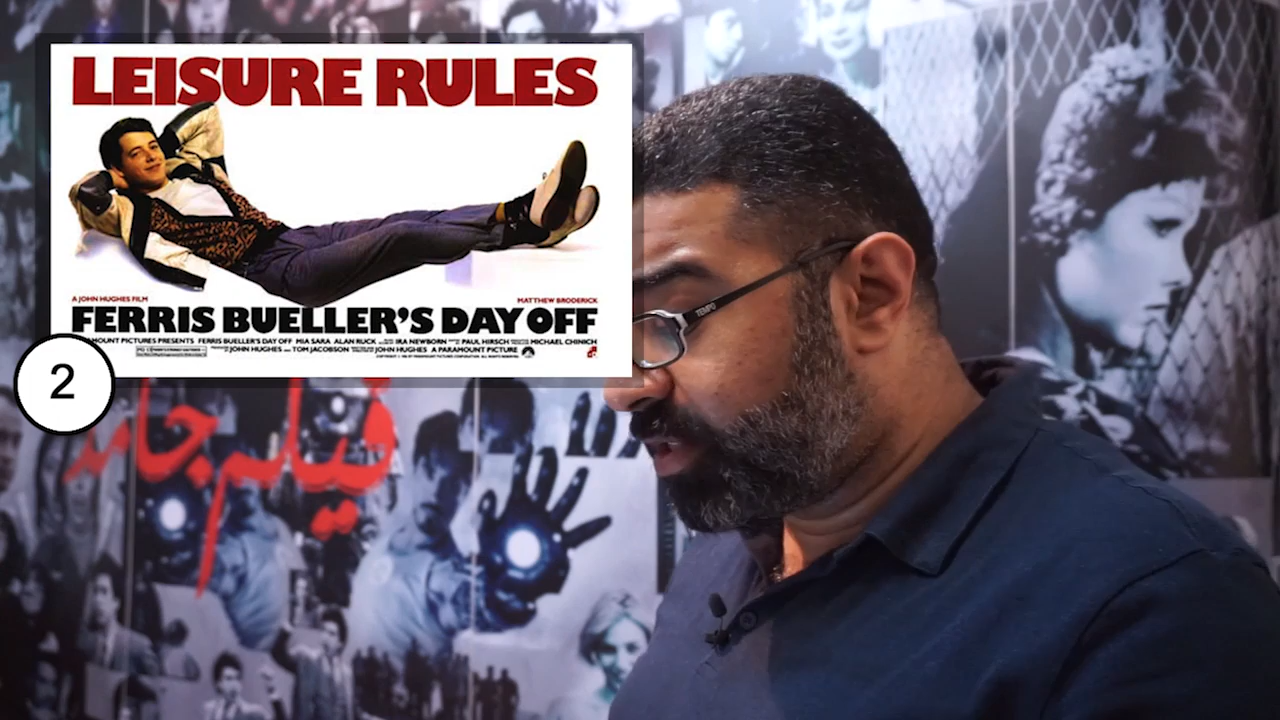 LEISURE RULES
A JOHN HUGHES FILM
MATTHEW BRODERICK
FERRIS BUELLER'S DAY OFF
FERRIS BUELLER'S DAY OFF MIA SARA ALAN RUCK IRA NEWBORN PAUL HIRSCH MICHAEL CHINICH
JOHN HUGHES TOM JACOBSON JOHN HUGHES A PARAMOUNT PICTURE
2
TEMPO
فيلم جامد